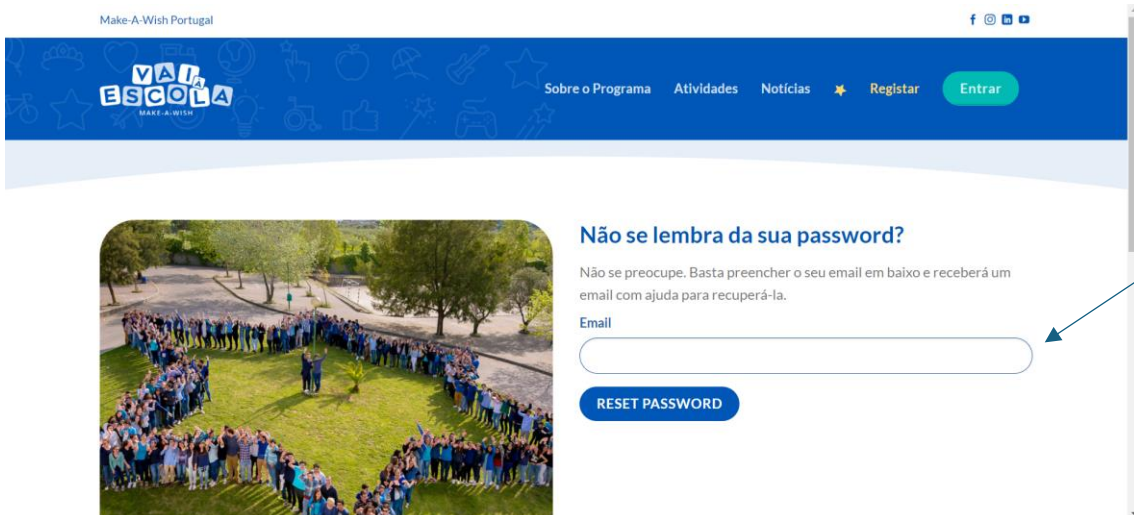 Make-A-Wish Portugal
VAI À
ESCOLA
MAKE-A-WISH
Sobre o Programa Atividades Notícias Registar Entrar
Não se lembra da sua password?
Não se preocupe. Basta preencher o seu email em baixo e receberá um
email com ajuda para recuperá-la.
Email
RESET PASSWORD